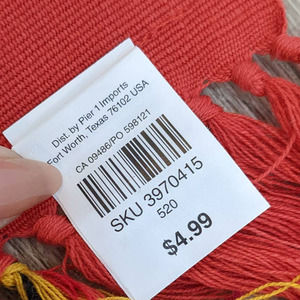 Dist. by Pier 1 Imports
Fort Worth, Texas 76102 USA
CA 09486/PO 598121
SKU 3970415
520
$4.99